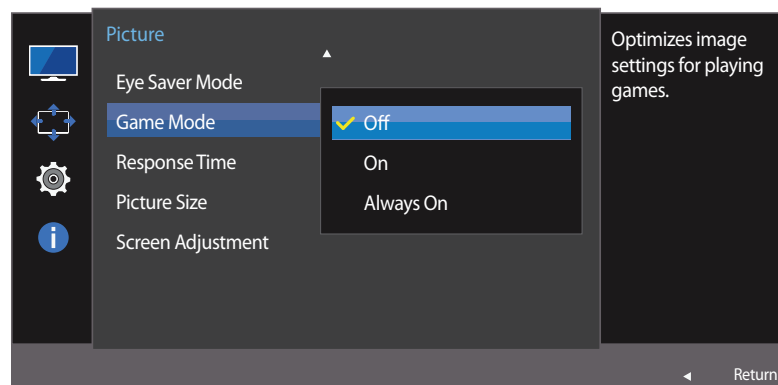 Picture
Eye Saver Mode
Game Mode
Response Time
Picture Size
Screen Adjustment
Off
On
Always On
Optimizes image
settings for playing
games.
Return